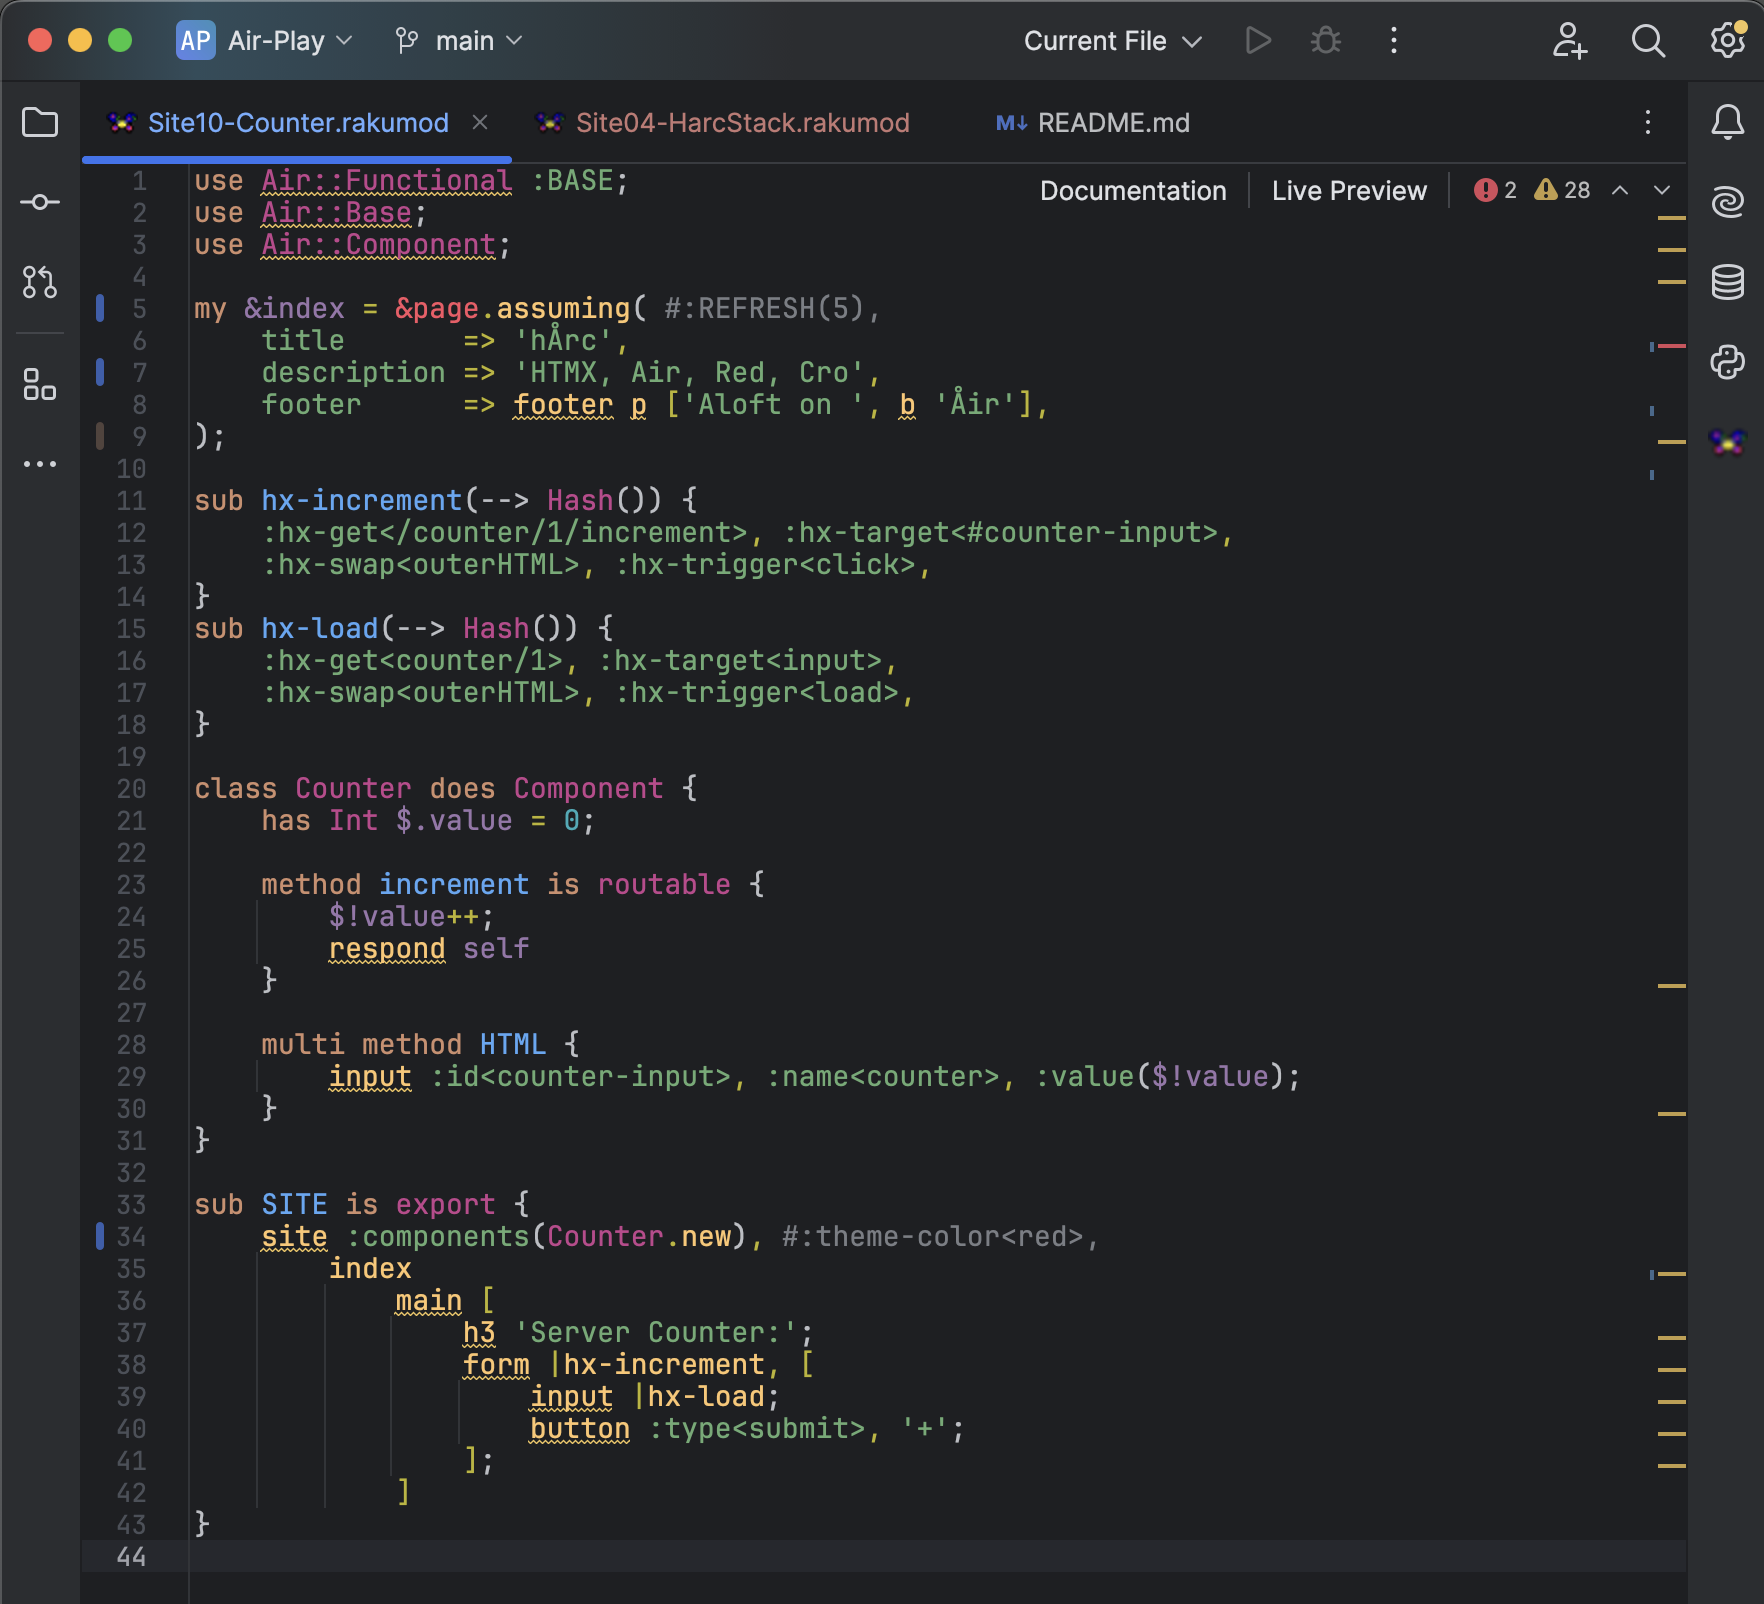 AP Air-Play main Current File
Site10-Counter.rakumod Site04-HarcStack.rakumod M↓ README.md
Documentation Live Preview 2 28
1 use Air::Functional :BASE;
2 use Air::Base;
3 use Air::Component;
4
5 my &index = &page.assuming( #:REFRESH(5),
6     title       => 'hÅrc',
7     description => 'HTMX, Air, Red, Cro',
8     footer      => footer p ['Aloft on ', b 'Åir'],
9 );
10
11 sub hx-increment(--> Hash()) {
12     :hx-get</counter/1/increment>, :hx-target<#counter-input>,
13     :hx-swap<outerHTML>, :hx-trigger<click>,
14 }
15 sub hx-load(--> Hash()) {
16     :hx-get<counter/1>, :hx-target<input>,
17     :hx-swap<outerHTML>, :hx-trigger<load>,
18 }
19
20 class Counter does Component {
21     has Int $.value = 0;
22
23     method increment is routable {
24         $!value++;
25         respond self
26     }
27
28     multi method HTML {
29         input :id<counter-input>, :name<counter>, :value($!value);
30     }
31 }
32
33 sub SITE is export {
34     site :components(Counter.new), #:theme-color<red>,
35         index
36             main [
37                 h3 'Server Counter:';
38                 form |hx-increment, [
39                     input |hx-load;
40                     button :type<submit>, '+';
41                 ];
42             ]
43 }
44